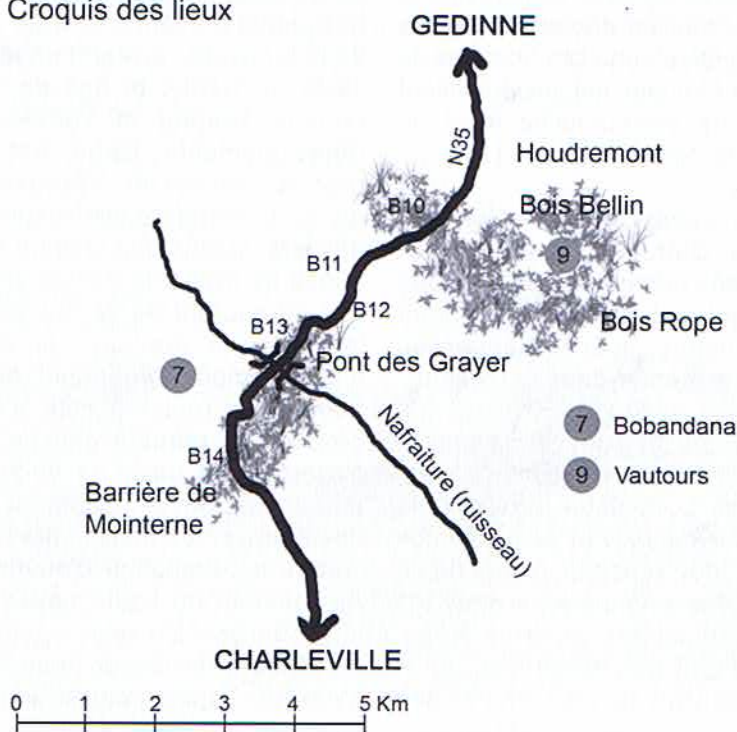 Croquis des lieux
GEDINNE
N35
Houdremont
B10
Bois Bellin
9
B11
B12
Bois Rope
B13
Pont des Grayer
7
7 Bobandana
Nafraiture (ruisseau)
B14
9 Vautours
Barrière de
Mointerne
CHARLEVILLE
0 1 2 3 4 5 Km